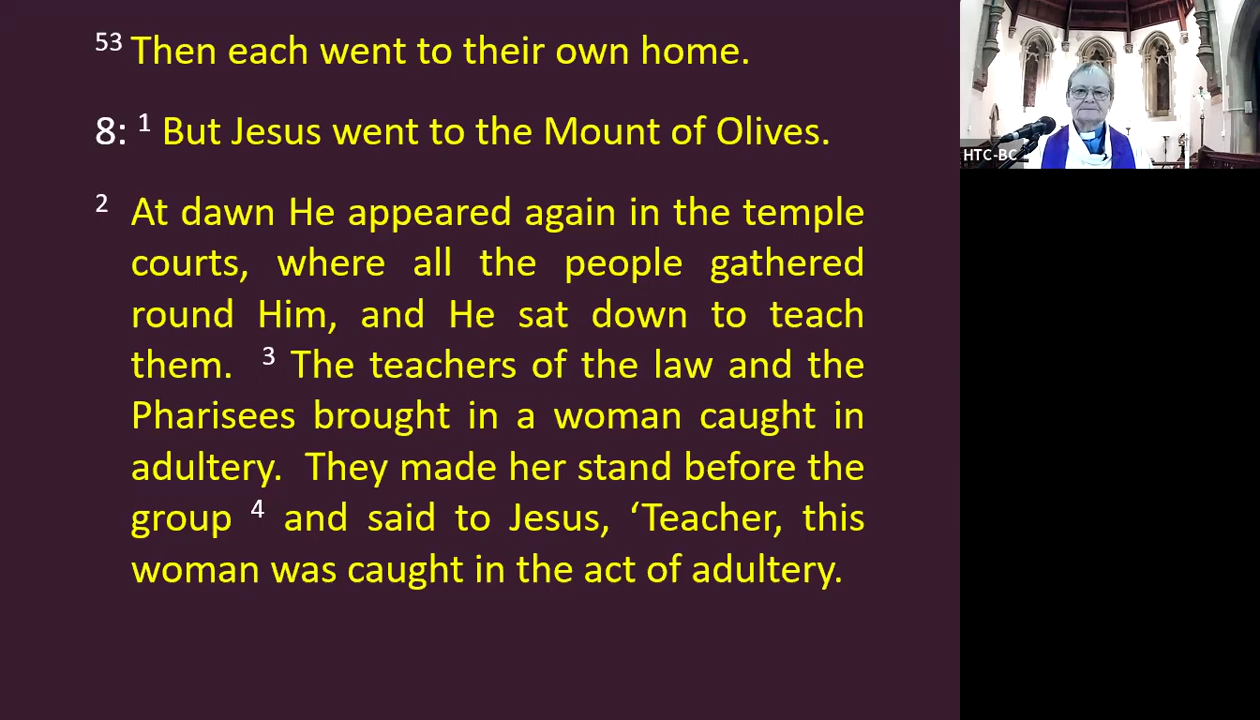 53 Then each went to their own home.
8: 1 But Jesus went to the Mount of Olives.
2 At dawn He appeared again in the temple
courts, where all the people gathered
round Him, and He sat down to teach
them. 3 The teachers of the law and the
Pharisees brought in a woman caught in
adultery. They made her stand before the
group 4 and said to Jesus, ‘Teacher, this
woman was caught in the act of adultery.
HTC-BC